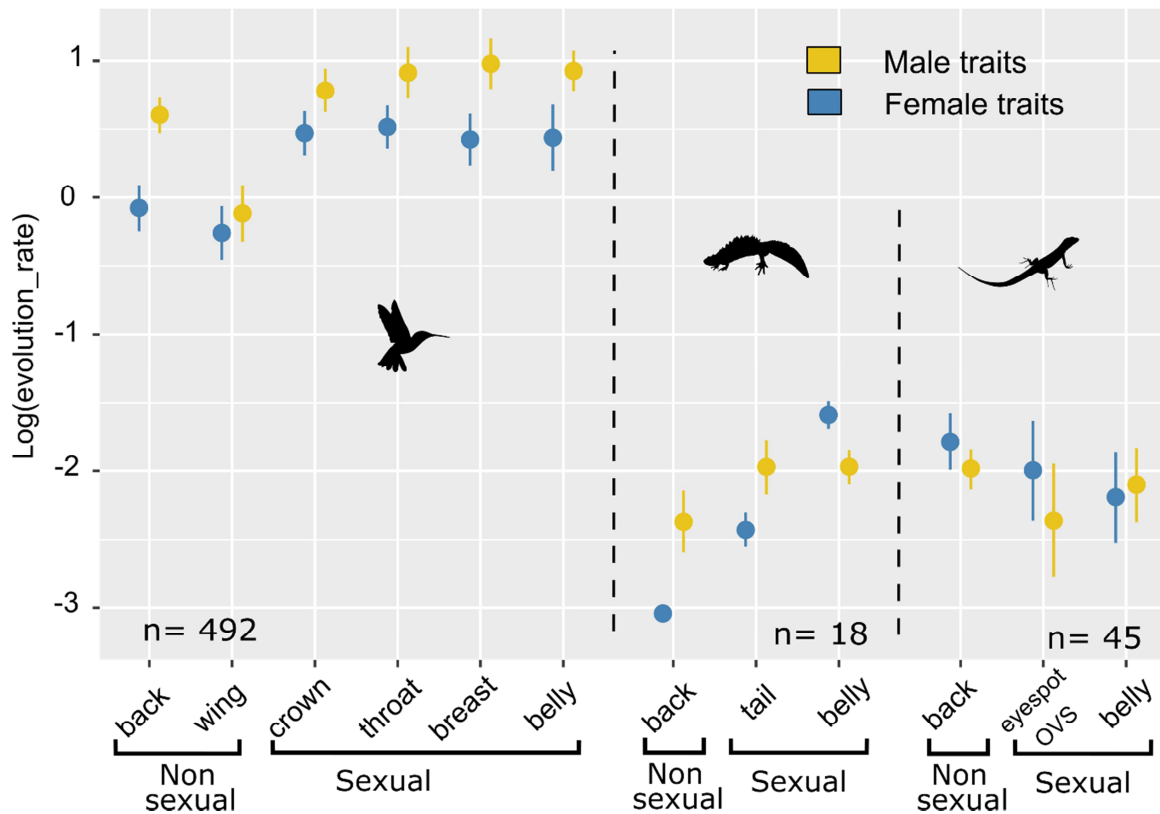 Male traits
Female traits
Log(evolution_rate)
1
0
-1
-2
-3
n= 492
n= 18
n= 45
back
wing
crown
throat
breast
belly
back
tail
belly
back
eyespot
OVS
belly
Non
sexual
Sexual
Non
sexual
Sexual
Non
sexual
Sexual